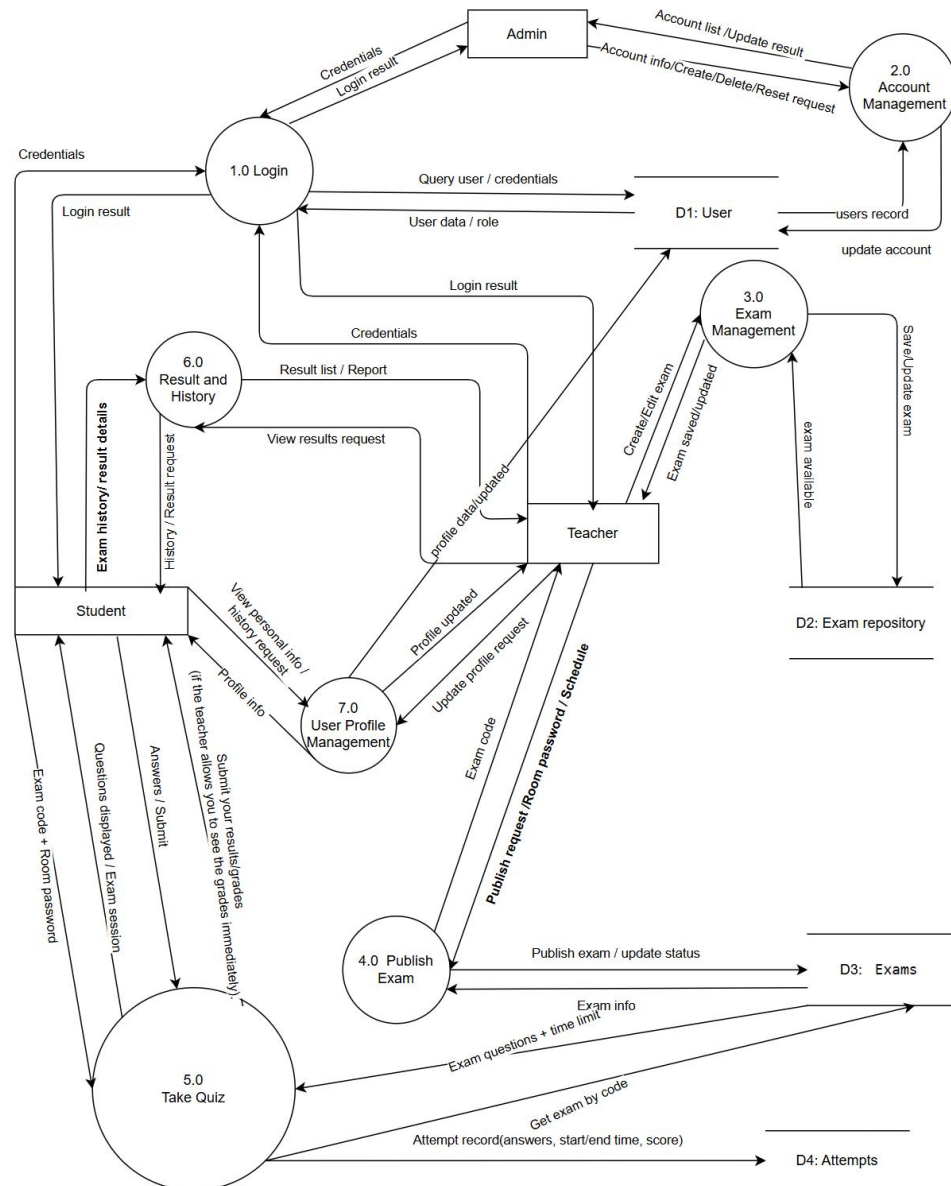 Admin
Account list /Update result
Account info/Create/Delete/Reset request
2.0
Account
Management
Credentials
Login result
Credentials
1.0 Login
Login result
Query user / credentials
User data / role
D1: User
users record
update account
Login result
Credentials
3.0
Exam
Management
Save/Update exam
6.0
Result and
History
Result list / Report
View results request
Create/Edit exam
Exam saved/updated
exam available
Exam history/ result details
History / Result request
profile data/updated
Teacher
Student
D2: Exam repository
View personal info /
history request
Profile info
Profile updated
Update profile request
7.0
User Profile
Management
Exam code
Publish request /Room password / Schedule
Exam code + Room password
Questions displayed / Exam session
Answers / Submit
Submit your results/grades
(if the teacher allows you to see the grades immediately).
4.0 Publish
Exam
Publish exam / update status
Exam info
D3: Exams
Exam questions + time limit
Get exam by code
5.0
Take Quiz
Attempt record(answers, start/end time, score)
D4: Attempts